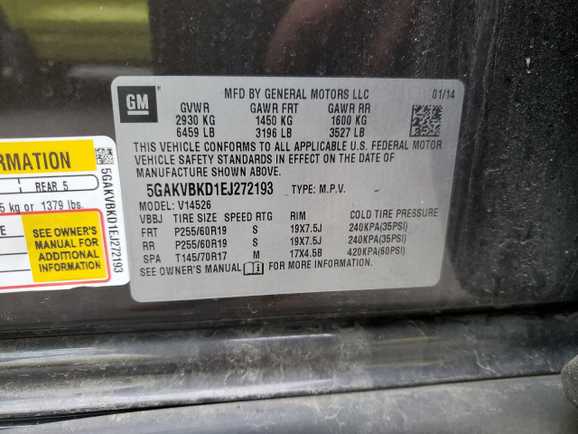 GM
MFD BY GENERAL MOTORS LLC 01/14
GVWR GAWR FRT GAWR RR
2930 KG 1450 KG 1600 KG
6459 LB 3196 LB 3527 LB
THIS VEHICLE CONFORMS TO ALL APPLICABLE U.S. FEDERAL MOTOR
VEHICLE SAFETY STANDARDS IN EFFECT ON THE DATE OF
MANUFACTURE SHOWN ABOVE.
5GAKVBKD1EJ272193 TYPE: M.P.V.
MODEL: V14526
VBBJ TIRE SIZE SPEED RTG RIM COLD TIRE PRESSURE
FRT P255/60R19 S 19X7.5J 240KPA(35PSI)
RR P255/60R19 S 19X7.5J 240KPA(35PSI)
SPA T145/70R17 M 17X4.5B 420KPA(60PSI)
SEE OWNER'S MANUAL FOR MORE INFORMATION
ORMATION
REAR 5
5 kg or 1379 lbs.
SEE OWNER'S
MANUAL FOR
ADDITIONAL
INFORMATION
5GAKVBKD1EJ272193